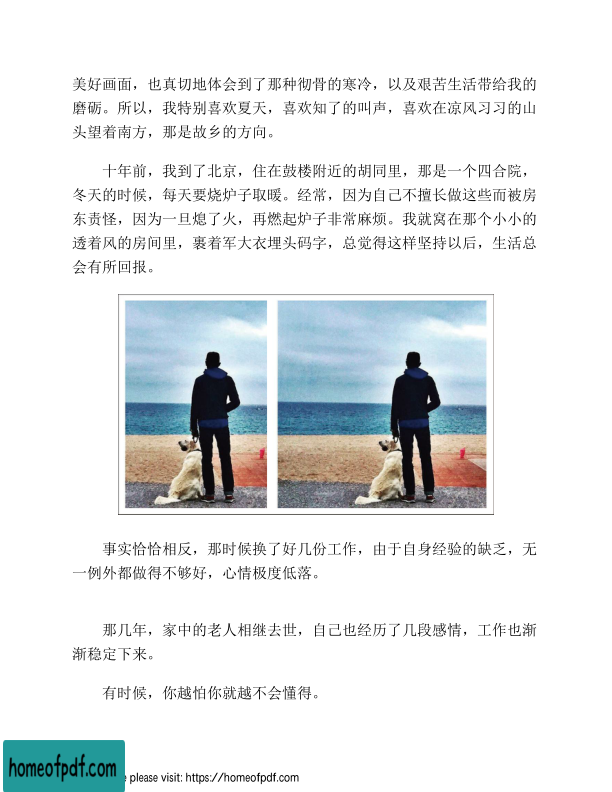 美好画面，也真切地体会到了那种彻骨的寒冷，以及艰苦生活带给我的
磨砺。所以，我特别喜欢夏天，喜欢知了的叫声，喜欢在凉风习习的山
头望着南方，那是故乡的方向。
十年前，我到了北京，住在鼓楼附近的胡同里，那是一个四合院，
冬天的时候，每天要烧炉子取暖。经常，因为自己不擅长做这些而被房
东责怪，因为一旦熄了火，再燃起炉子非常麻烦。我就窝在那个小小的
透着风的房间里，裹着军大衣埋头码字，总觉得这样坚持以后，生活总
会有所回报。
事实恰恰相反，那时候换了好几份工作，由于自身经验的缺乏，无
一例外都做得不够好，心情极度低落。
那几年，家中的老人相继去世，自己也经历了几段感情，工作也渐
渐稳定下来。
有时候，你越怕你就越不会懂得。
homeofpdf.com
e please visit: https://homeofpdf.com